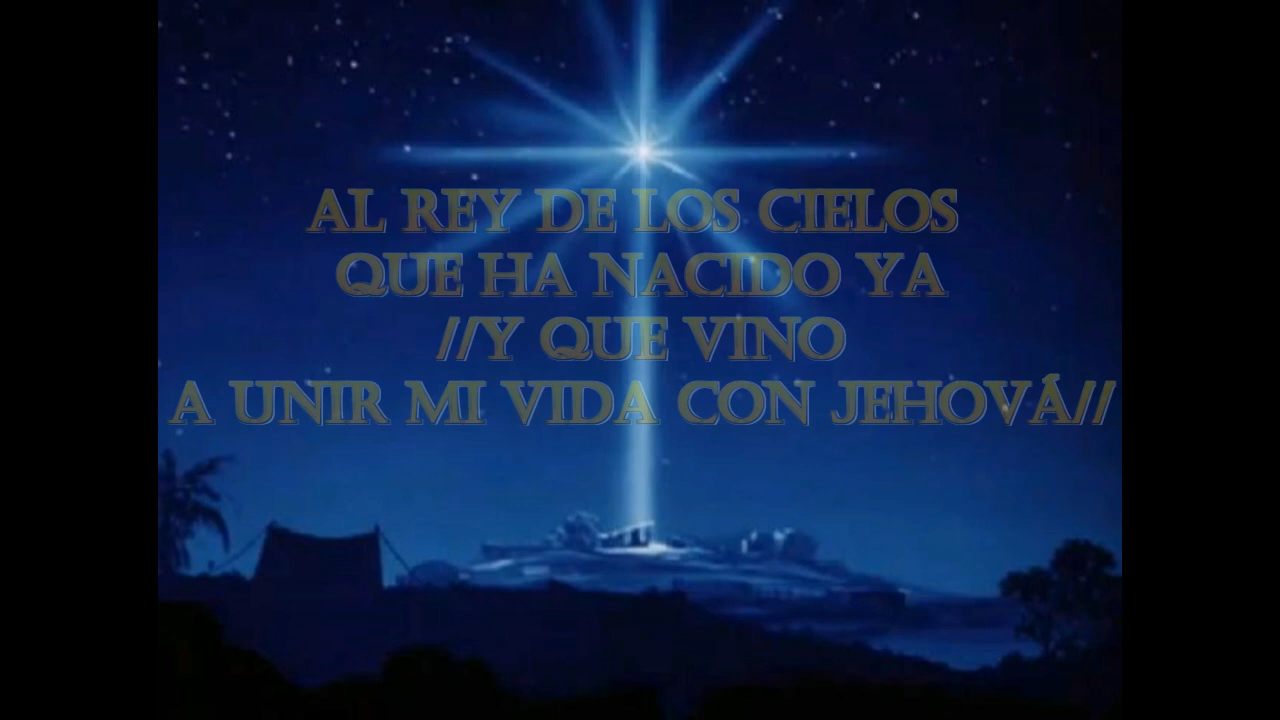 AL REY DE LOS CIELOS
QUE HA NACIDO YA
//Y QUE VINO
A UNIR MI VIDA CON JEHOVÁ//